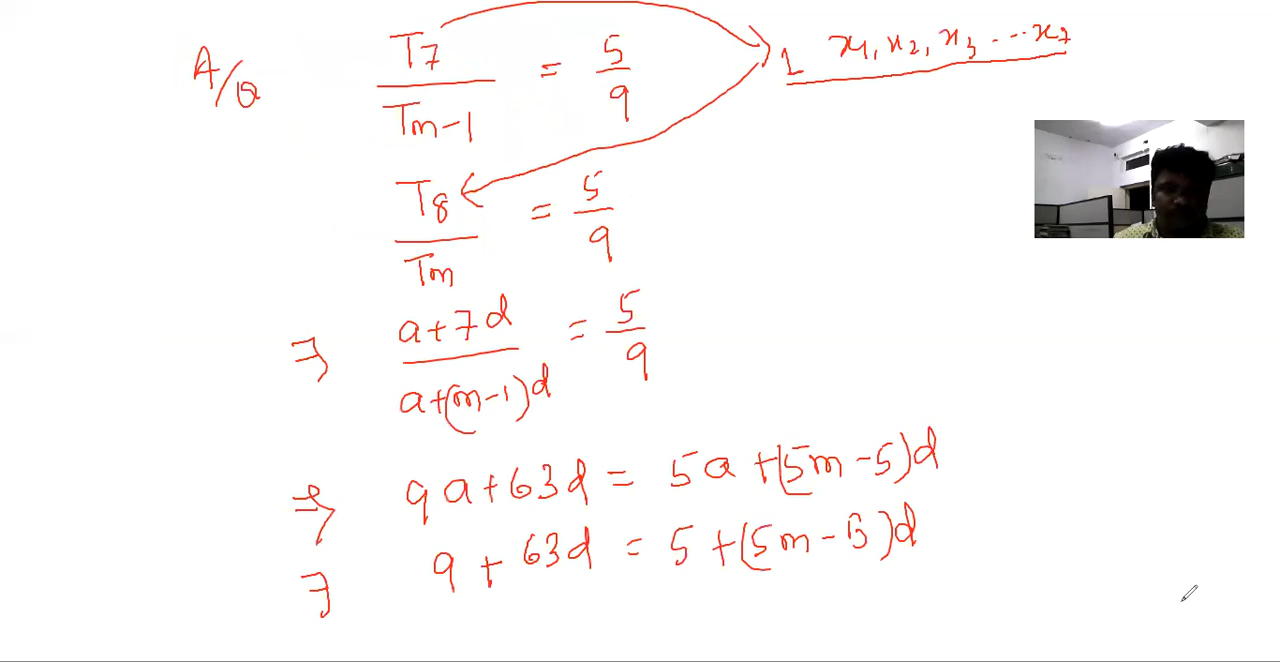 A/Q T7/Tm-1 = 5/9 1 x1, x2, x3 ... x7
T8/Tm = 5/9
⇒ a+7d/a+(m-1)d = 5/9
⇒ 9a+63d = 5a+(5m-5)d
⇒ 9+63d = 5+(5m-5)d